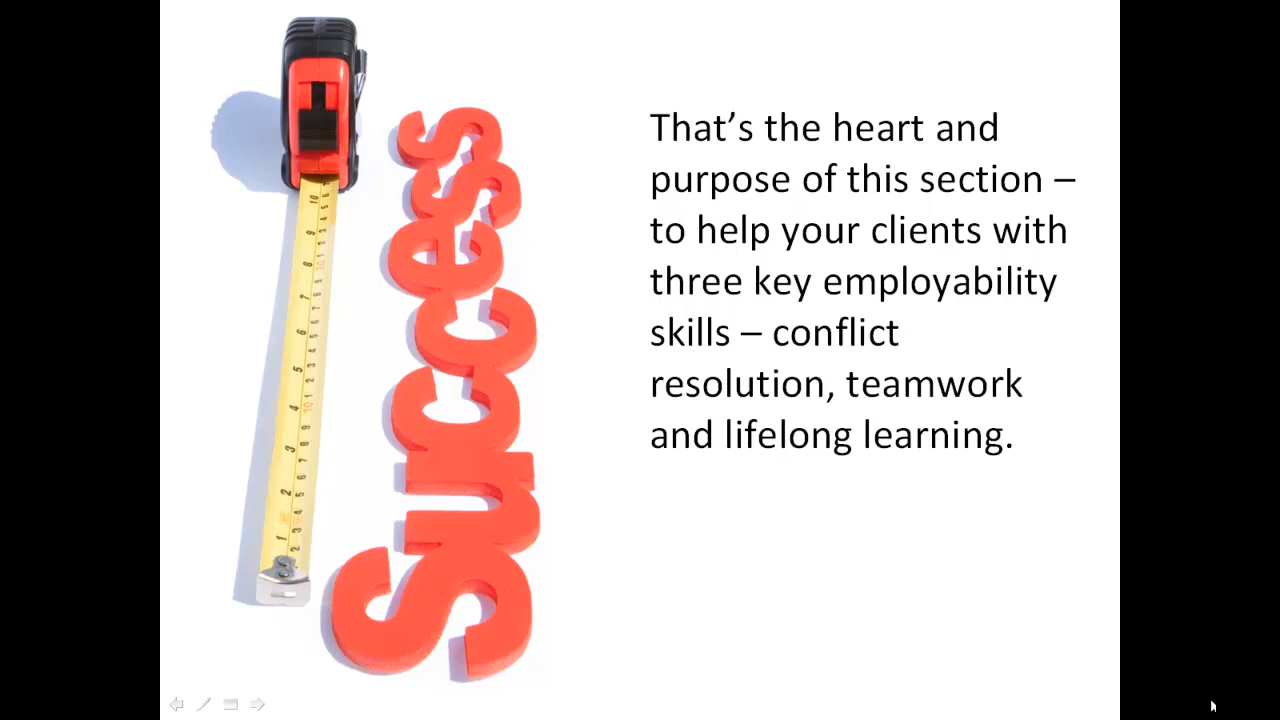 Success
That’s the heart and
purpose of this section –
to help your clients with
three key employability
skills – conflict
resolution, teamwork
and lifelong learning.